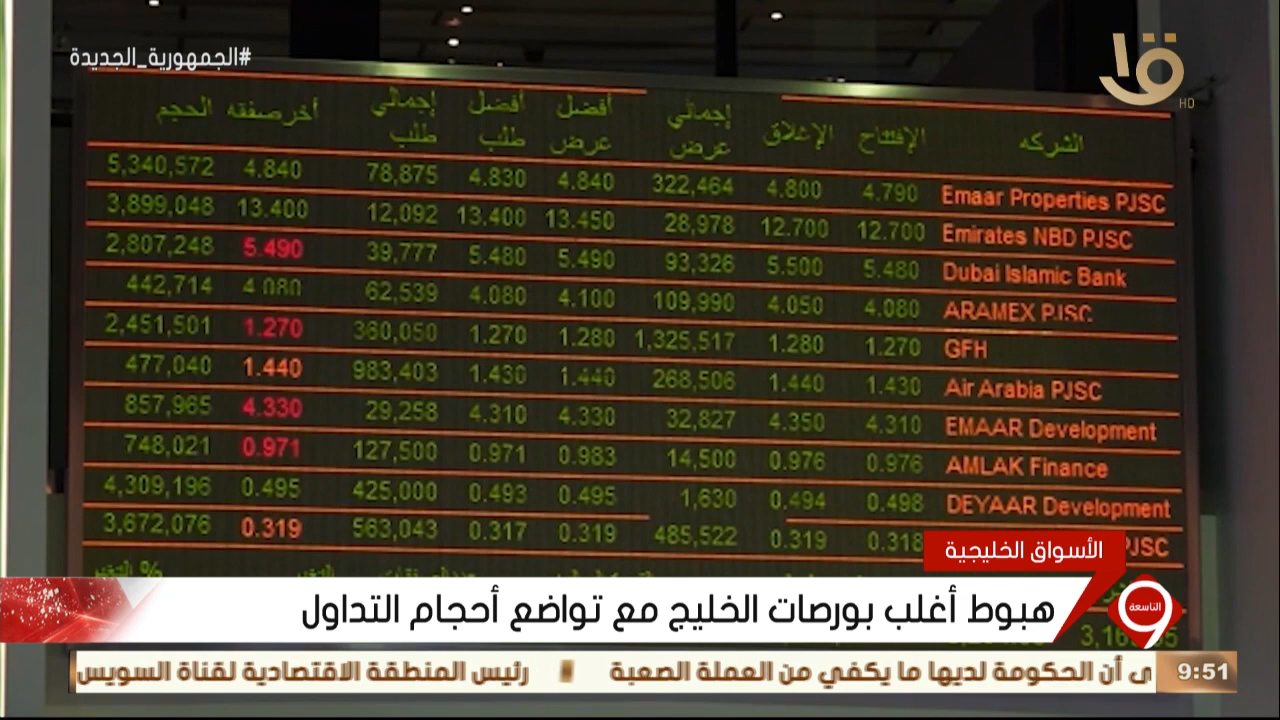 #الجمهورية_الجديدة
HD
الشركه الإفتتاح الإغلاق إجمالي عرض أفضل عرض أفضل طلب إجمالي طلب أخر صفقه الحجم
Emaar Properties PJSC 4.790 4.800 322,464 4.840 4.830 78,875 4.840 5,340,572
Emirates NBD PJSC 12.700 12.700 28,978 13.450 13.400 12,092 13.400 3,899,048
Dubai Islamic Bank 5.480 5.500 93,326 5.490 5.480 39,777 5.490 2,807,248
ARAMEX PJSC 4.080 4.050 109,990 4.100 4.080 62,539 4.080 442,714
GFH 1.270 1.280 1,325,517 1.280 1.270 360,050 1.270 2,451,501
Air Arabia PJSC 1.430 1.440 268,506 1.440 1.430 983,403 1.440 477,040
EMAAR Development 4.310 4.350 32,827 4.330 4.310 29,258 4.330 857,965
AMLAK Finance 0.976 0.976 14,500 0.983 0.971 127,500 0.971 748,021
DEYAAR Development 0.498 0.494 1,630 0.495 0.493 425,000 0.495 4,309,196
PJSC 0.318 0.319 485,522 0.319 0.317 563,043 0.319 3,672,076
الأسواق الخليجية
التاسعة
هبوط أغلب بورصات الخليج مع تواضع أحجام التداول
9:51
ى أن الحكومة لديها ما يكفي من العملة الصعبة
رئيس المنطقة الاقتصادية لقناة السويس